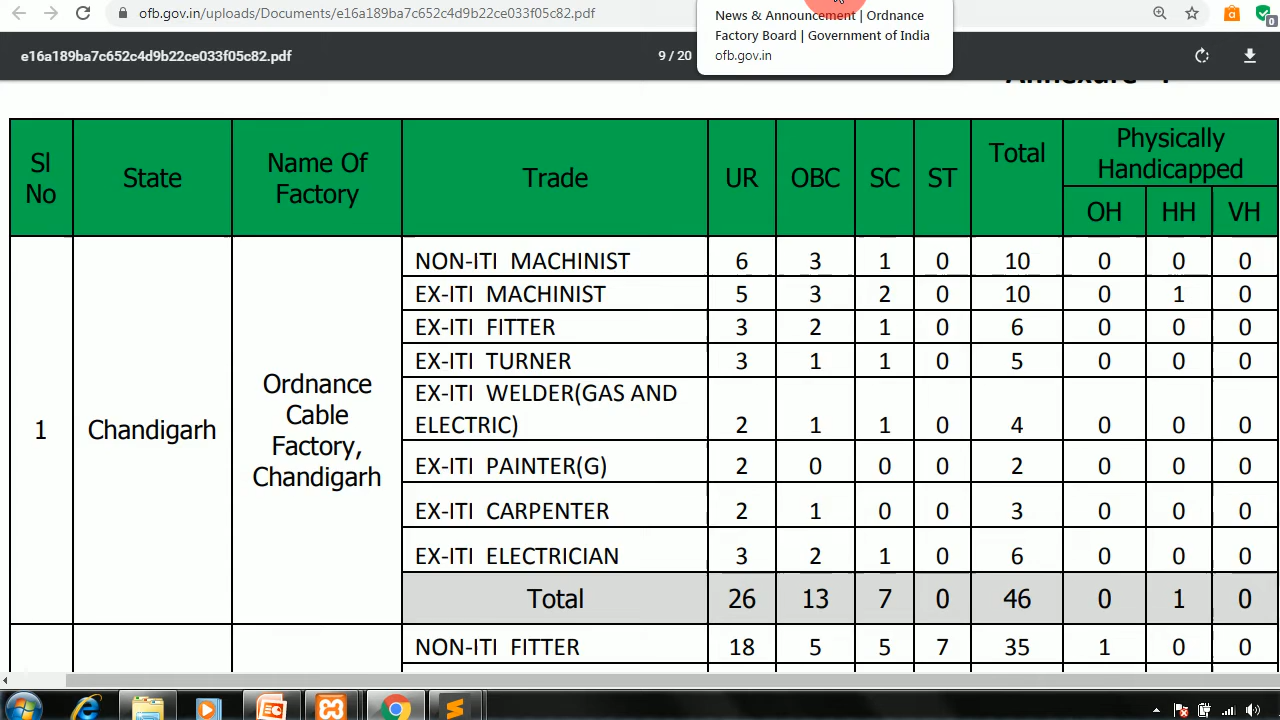 ofb.gov.in/uploads/Documents/e16a189ba7c652c4d9b22ce033f05c82.pdf
News & Announcement | Ordnance
Factory Board | Government of India
ofb.gov.in
0
e16a189ba7c652c4d9b22ce033f05c82.pdf
9 / 20
Sl No State Name Of Factory Trade UR OBC SC ST Total Physically Handicapped
OH HH VH
1 Chandigarh Ordnance Cable Factory, Chandigarh
NON-ITI MACHINIST 6 3 1 0 10 0 0 0
EX-ITI MACHINIST 5 3 2 0 10 0 1 0
EX-ITI FITTER 3 2 1 0 6 0 0 0
EX-ITI TURNER 3 1 1 0 5 0 0 0
EX-ITI WELDER(GAS AND
ELECTRIC) 2 1 1 0 4 0 0 0
EX-ITI PAINTER(G) 2 0 0 0 2 0 0 0
EX-ITI CARPENTER 2 1 0 0 3 0 0 0
EX-ITI ELECTRICIAN 3 2 1 0 6 0 0 0
Total 26 13 7 0 46 0 1 0
NON-ITI FITTER 18 5 5 7 35 1 0 0